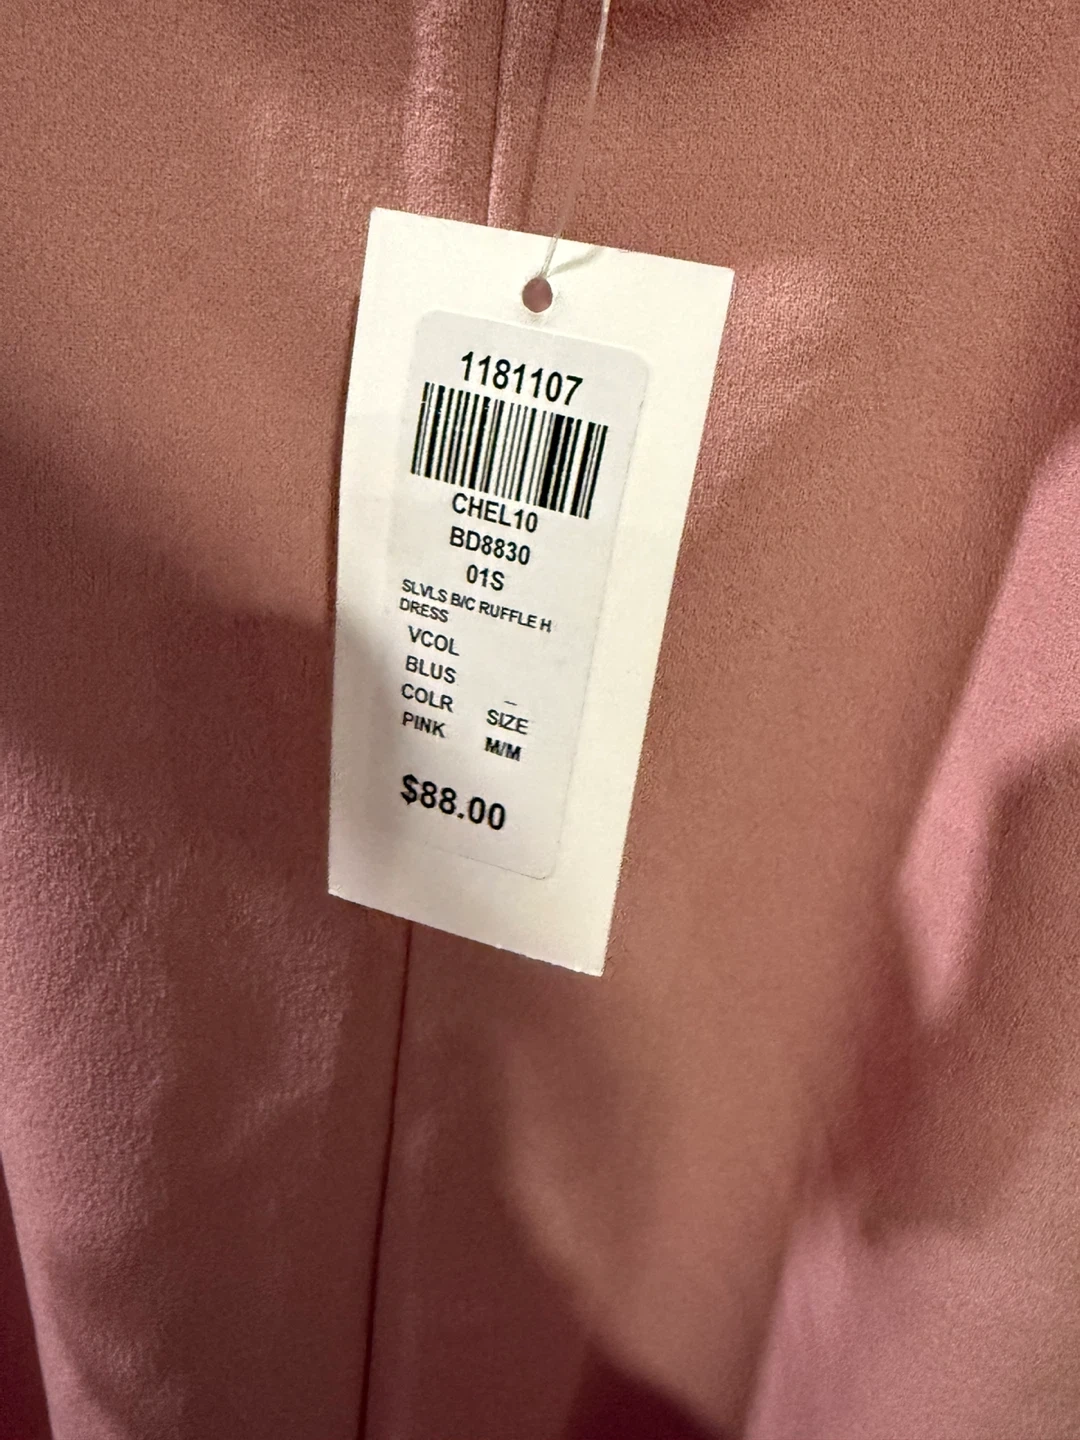 1181107
CHEL10
BD8830
01S
SLVLS B/C RUFFLE H
DRESS
VCOL
BLUS –
COLR SIZE
PINK M/M
$88.00